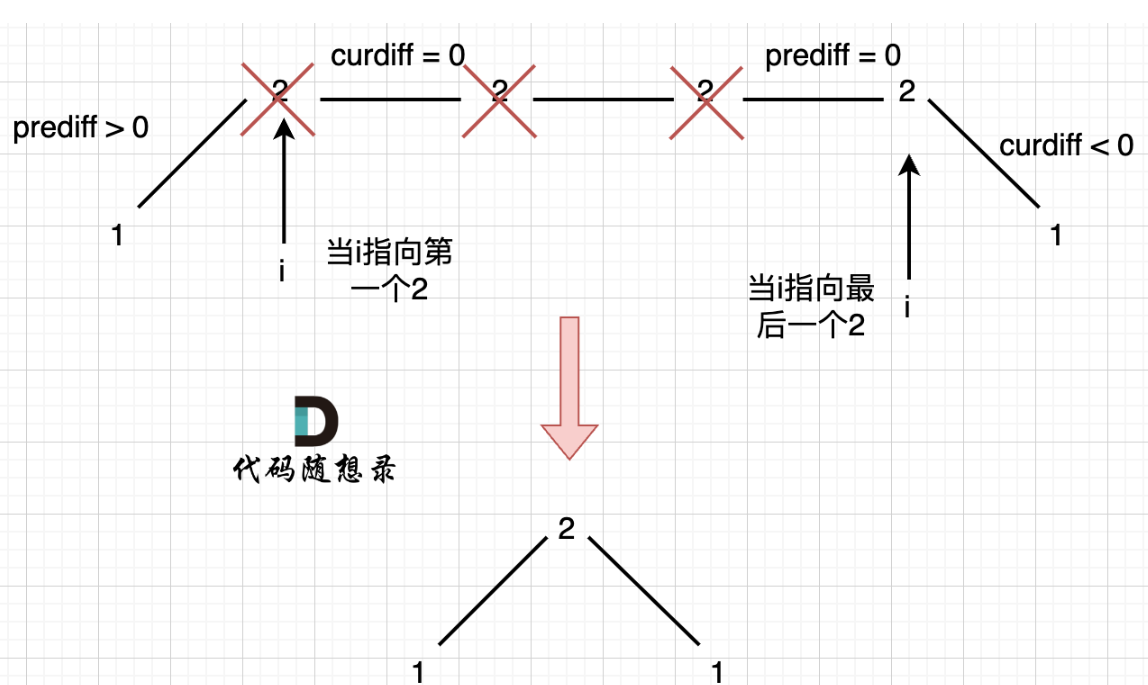 curdiff = 0
prediff = 0
2
2
2
2
prediff > 0
curdiff < 0
1
1
i
当i指向第
一个2
当i指向最
后一个2
i
代码随想录
2
1
1